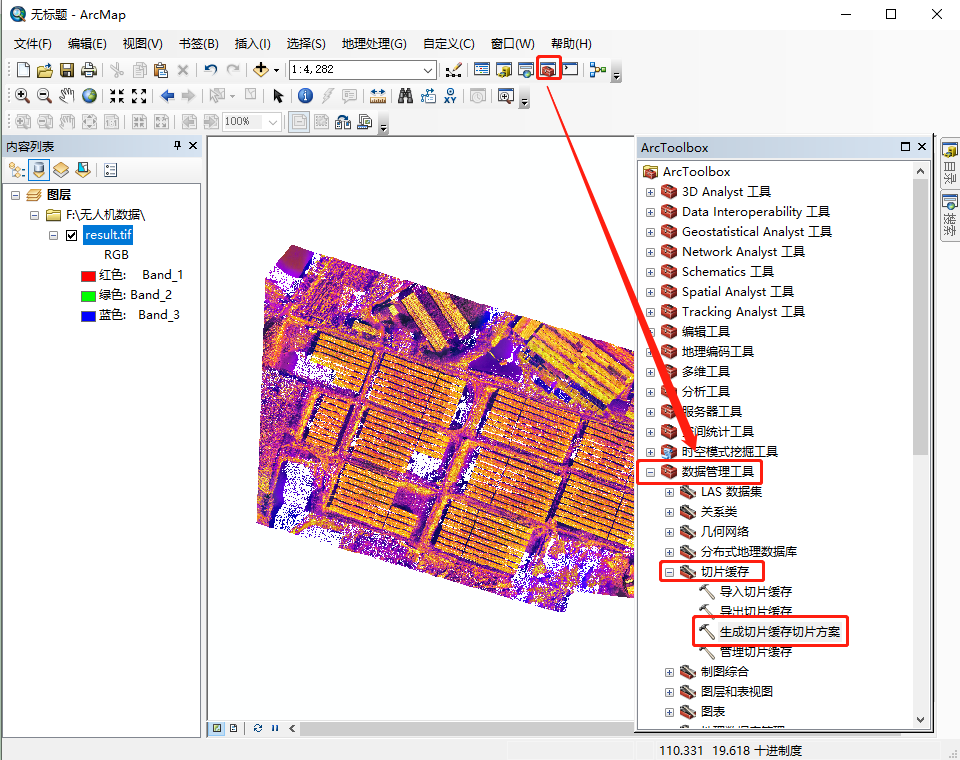 无标题 - ArcMap
文件(F) 编辑(E) 视图(V) 书签(B) 插入(I) 选择(S) 地理处理(G) 自定义(C) 窗口(W) 帮助(H)
1:4,282
XY
100%
内容列表
图层
F:\无人机数据\
result.tif
RGB
红色: Band_1
绿色: Band_2
蓝色: Band_3
ArcToolbox
ArcToolbox
3D Analyst 工具
Data Interoperability 工具
Geostatistical Analyst 工具
Network Analyst 工具
Schematics 工具
Spatial Analyst 工具
Tracking Analyst 工具
编辑工具
地理编码工具
多维工具
分析工具
服务器工具
空间统计工具
时空模式挖掘工具
数据管理工具
LAS 数据集
关系类
几何网络
分布式地理数据库
切片缓存
导入切片缓存
导出切片缓存
生成切片缓存切片方案
管理切片缓存
制图综合
图层和表视图
图表
目录
搜索
110.331 19.618 十进制度